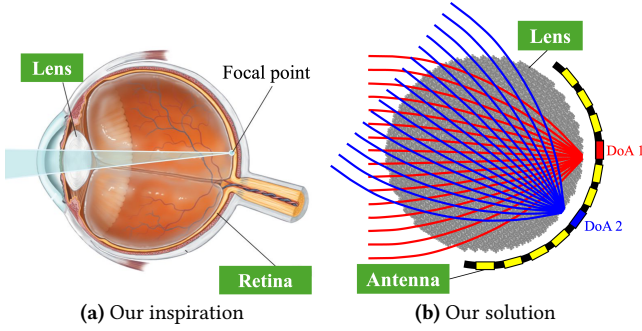 Lens
Focal point
Retina
(a) Our inspiration
Lens
DoA 1
DoA 2
Antenna
(b) Our solution